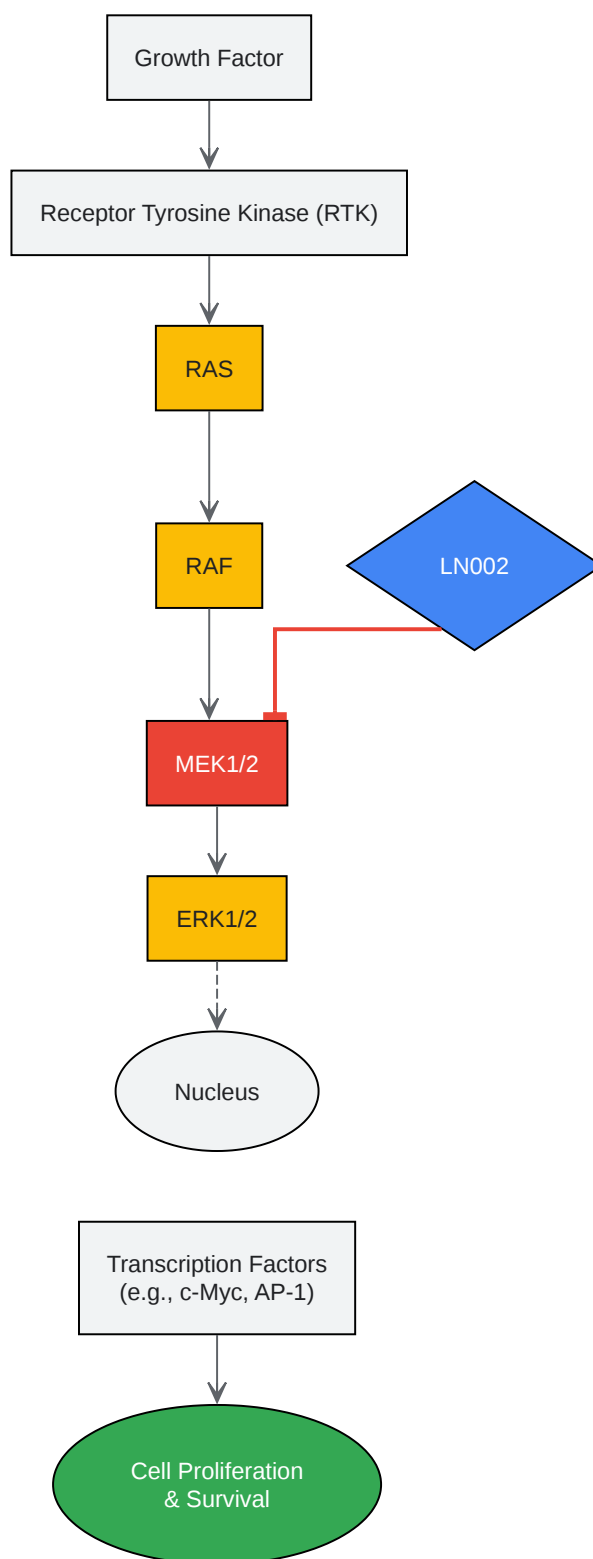 Growth Factor
Receptor Tyrosine Kinase (RTK)
RAS
RAF
LN002
MEK1/2
ERK1/2
Nucleus
Transcription Factors
(e.g., c-Myc, AP-1)
Cell Proliferation
& Survival